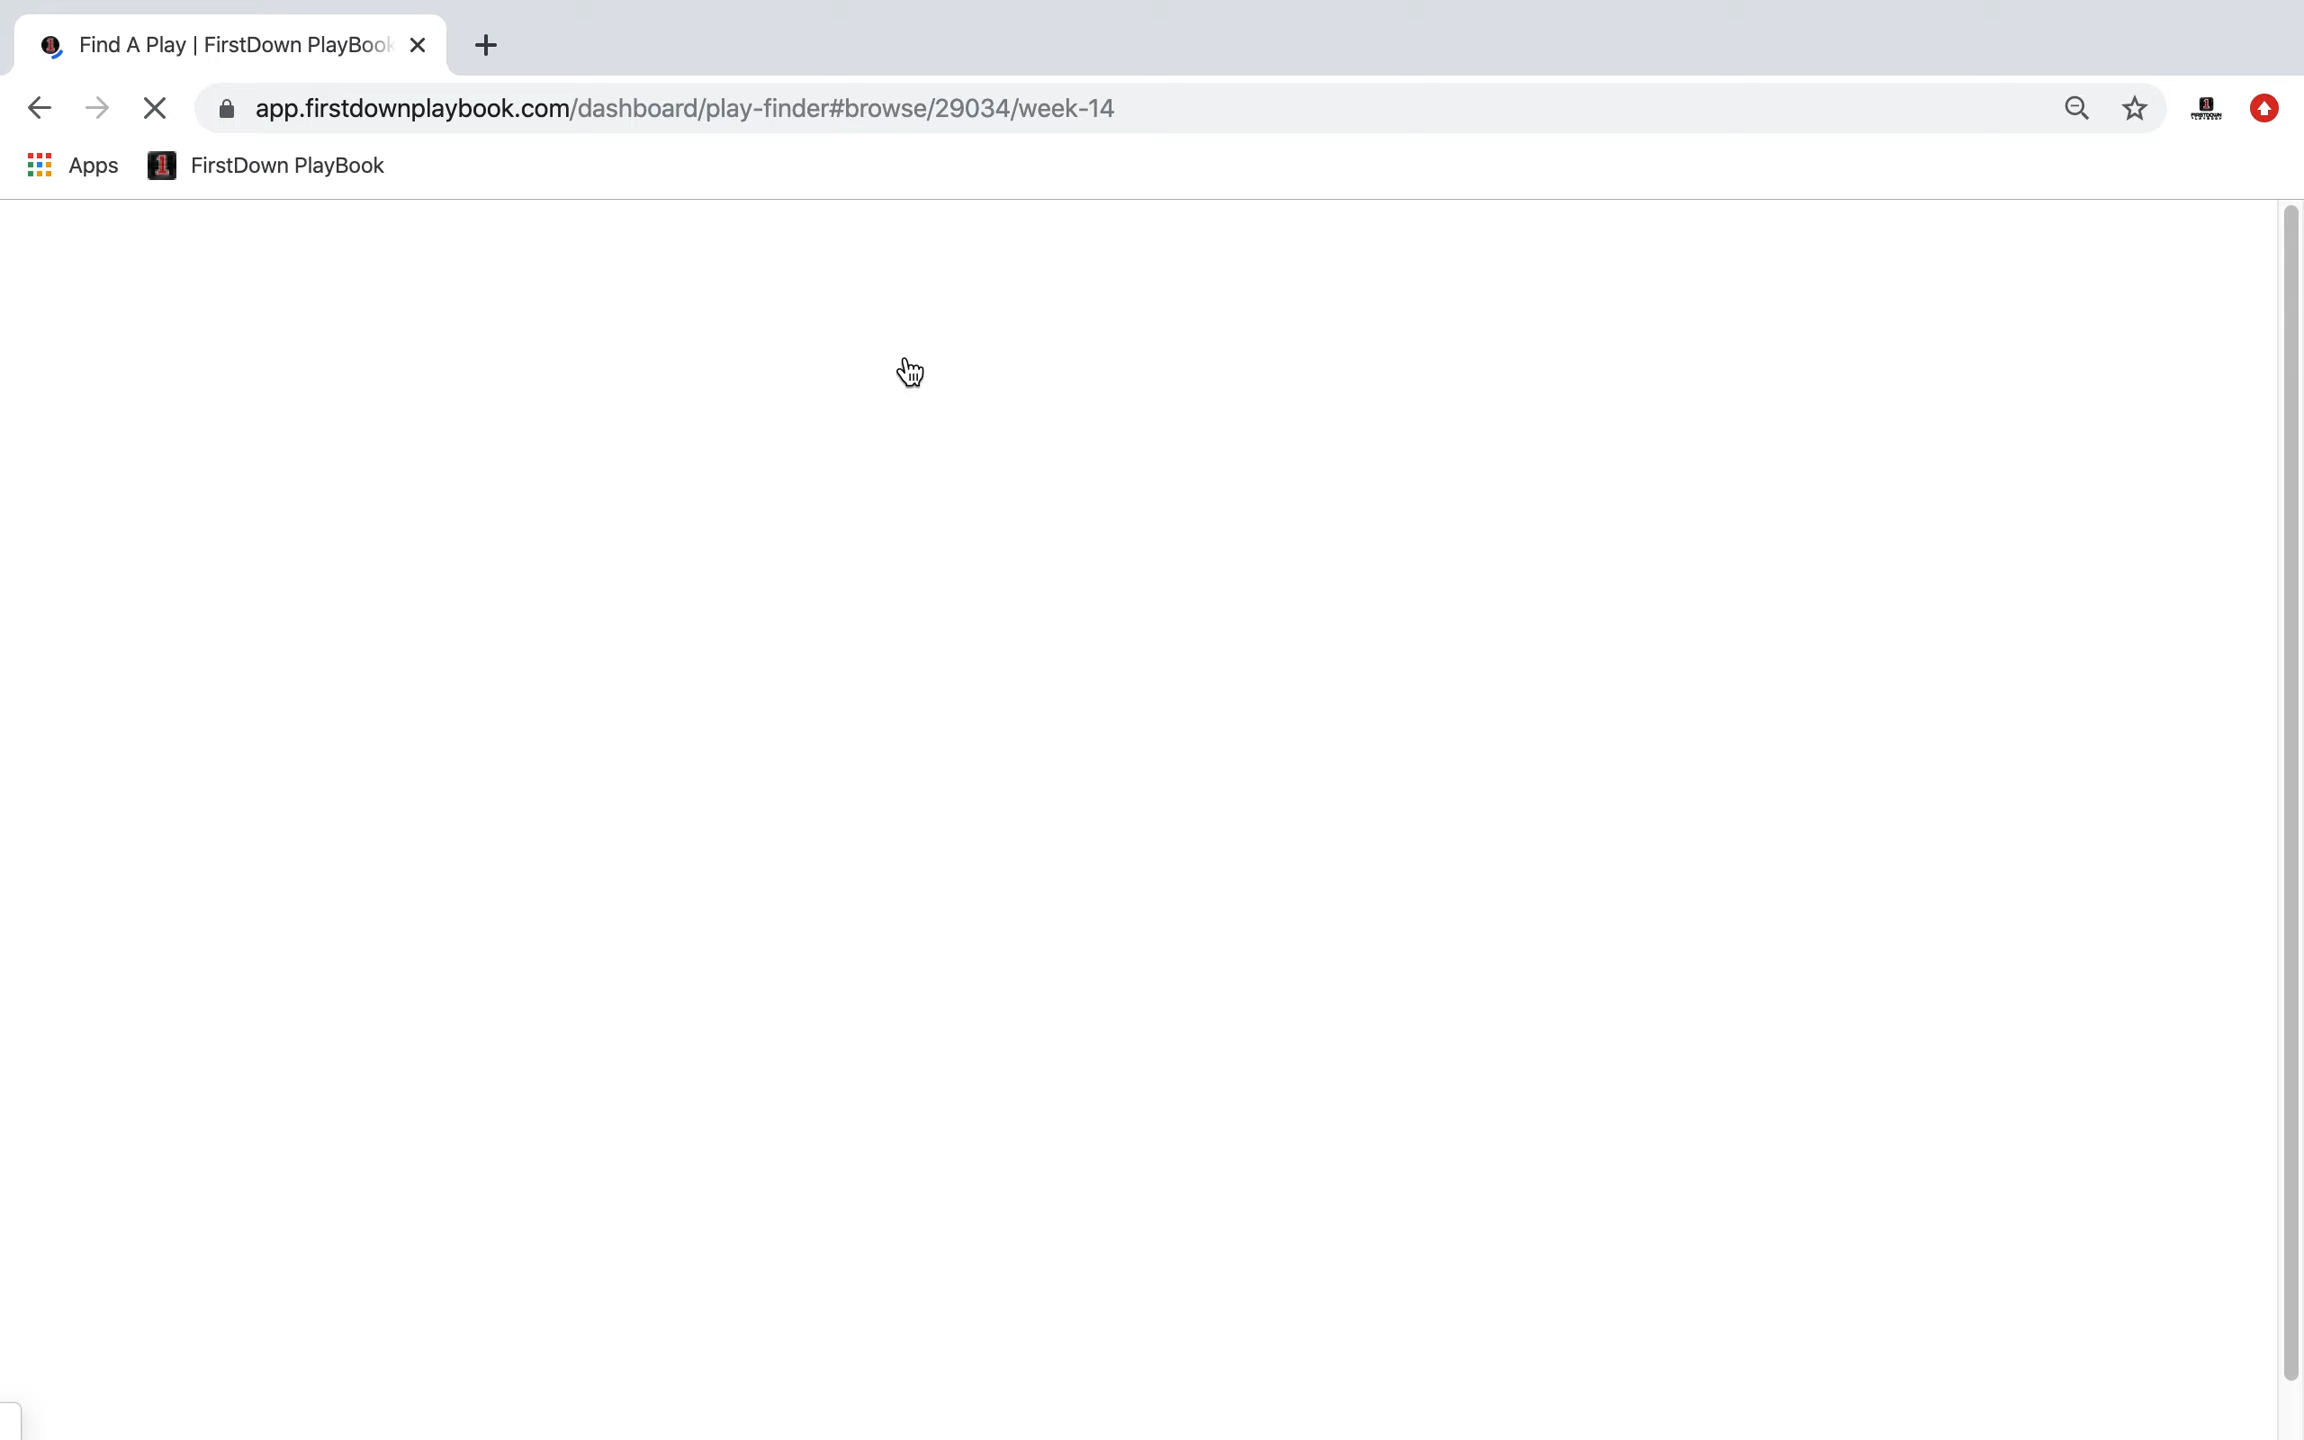 Find A Play | FirstDown PlayBook
app.firstdownplaybook.com/dashboard/play-finder#browse/29034/week-14
Apps
FirstDown PlayBook